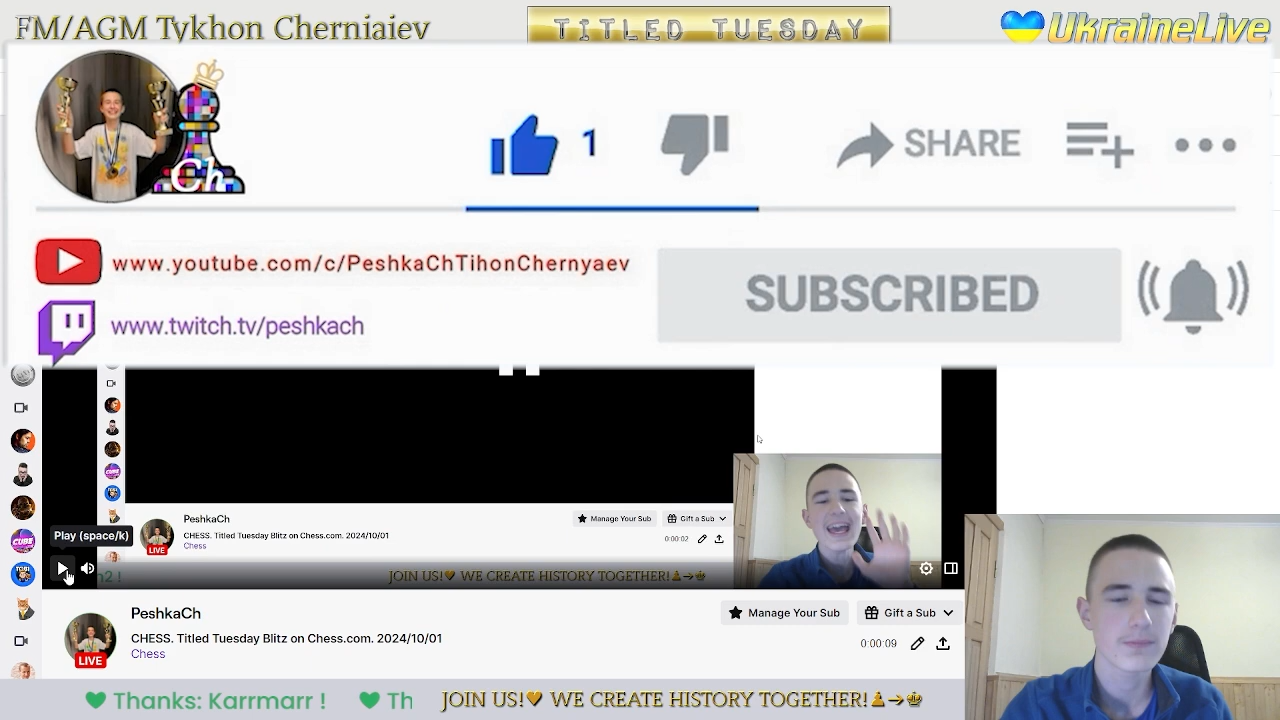 FM/AGM Tykhon Cherniaiev
TITLED TUESDAY
UkraineLive
Ch
1
SHARE
www.youtube.com/c/PeshkaChTihonChernyaev
SUBSCRIBED
www.twitch.tv/peshkach
CUBE
PeshkaCh
Manage Your Sub
Gift a Sub
Play (space/k)
CHESS. Titled Tuesday Blitz on Chess.com. 2024/10/01
0:00:02
LIVE
Chess
CUBE
n2 !
JOIN US! WE CREATE HISTORY TOGETHER!
PeshkaCh
Manage Your Sub
Gift a Sub
CHESS. Titled Tuesday Blitz on Chess.com. 2024/10/01
0:00:09
LIVE
Chess
Thanks: Karrmarr !
Th
JOIN US! WE CREATE HISTORY TOGETHER!